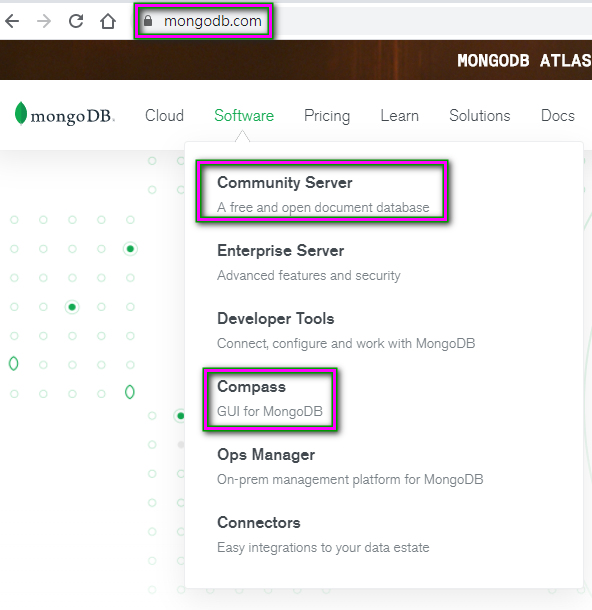 mongodb.com
MONGODB ATLAS
mongoDB.
Cloud Software Pricing Learn Solutions Docs
Community Server
A free and open document database
Enterprise Server
Advanced features and security
Developer Tools
Connect, configure and work with MongoDB
Compass
GUI for MongoDB
Ops Manager
On-prem management platform for MongoDB
Connectors
Easy integrations to your data estate